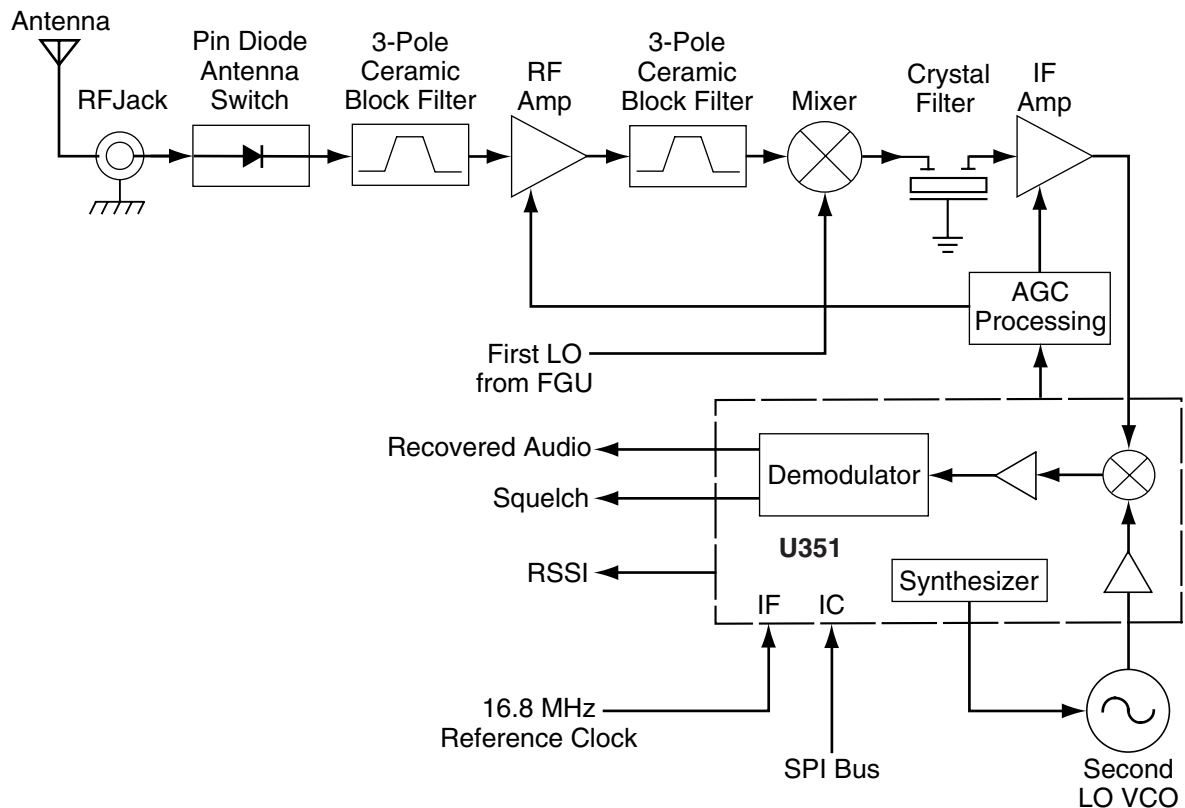 Antenna
RFJack
Pin Diode
Antenna
Switch
3-Pole
Ceramic
Block Filter
RF
Amp
3-Pole
Ceramic
Block Filter
Mixer
Crystal
Filter
IF
Amp
AGC
Processing
First LO
from FGU
Recovered Audio
Squelch
Demodulator
U351
RSSI
Synthesizer
IF
IC
16.8 MHz
Reference Clock
SPI Bus
Second
LO VCO